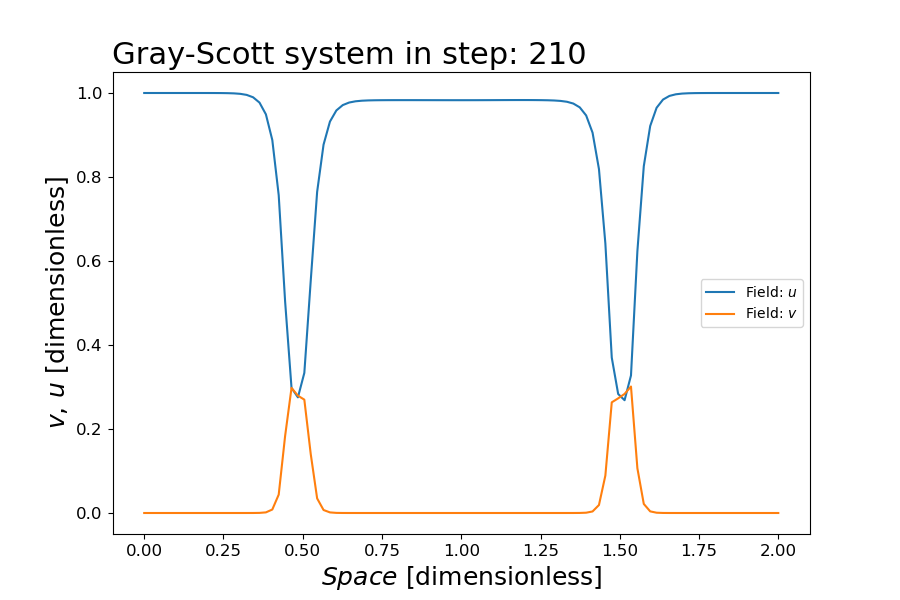 Gray-Scott system in step: 210
1.0
0.8
0.6
0.4
0.2
0.0
v, u [dimensionless]
Field: u
Field: v
0.00 0.25 0.50 0.75 1.00 1.25 1.50 1.75 2.00
Space [dimensionless]